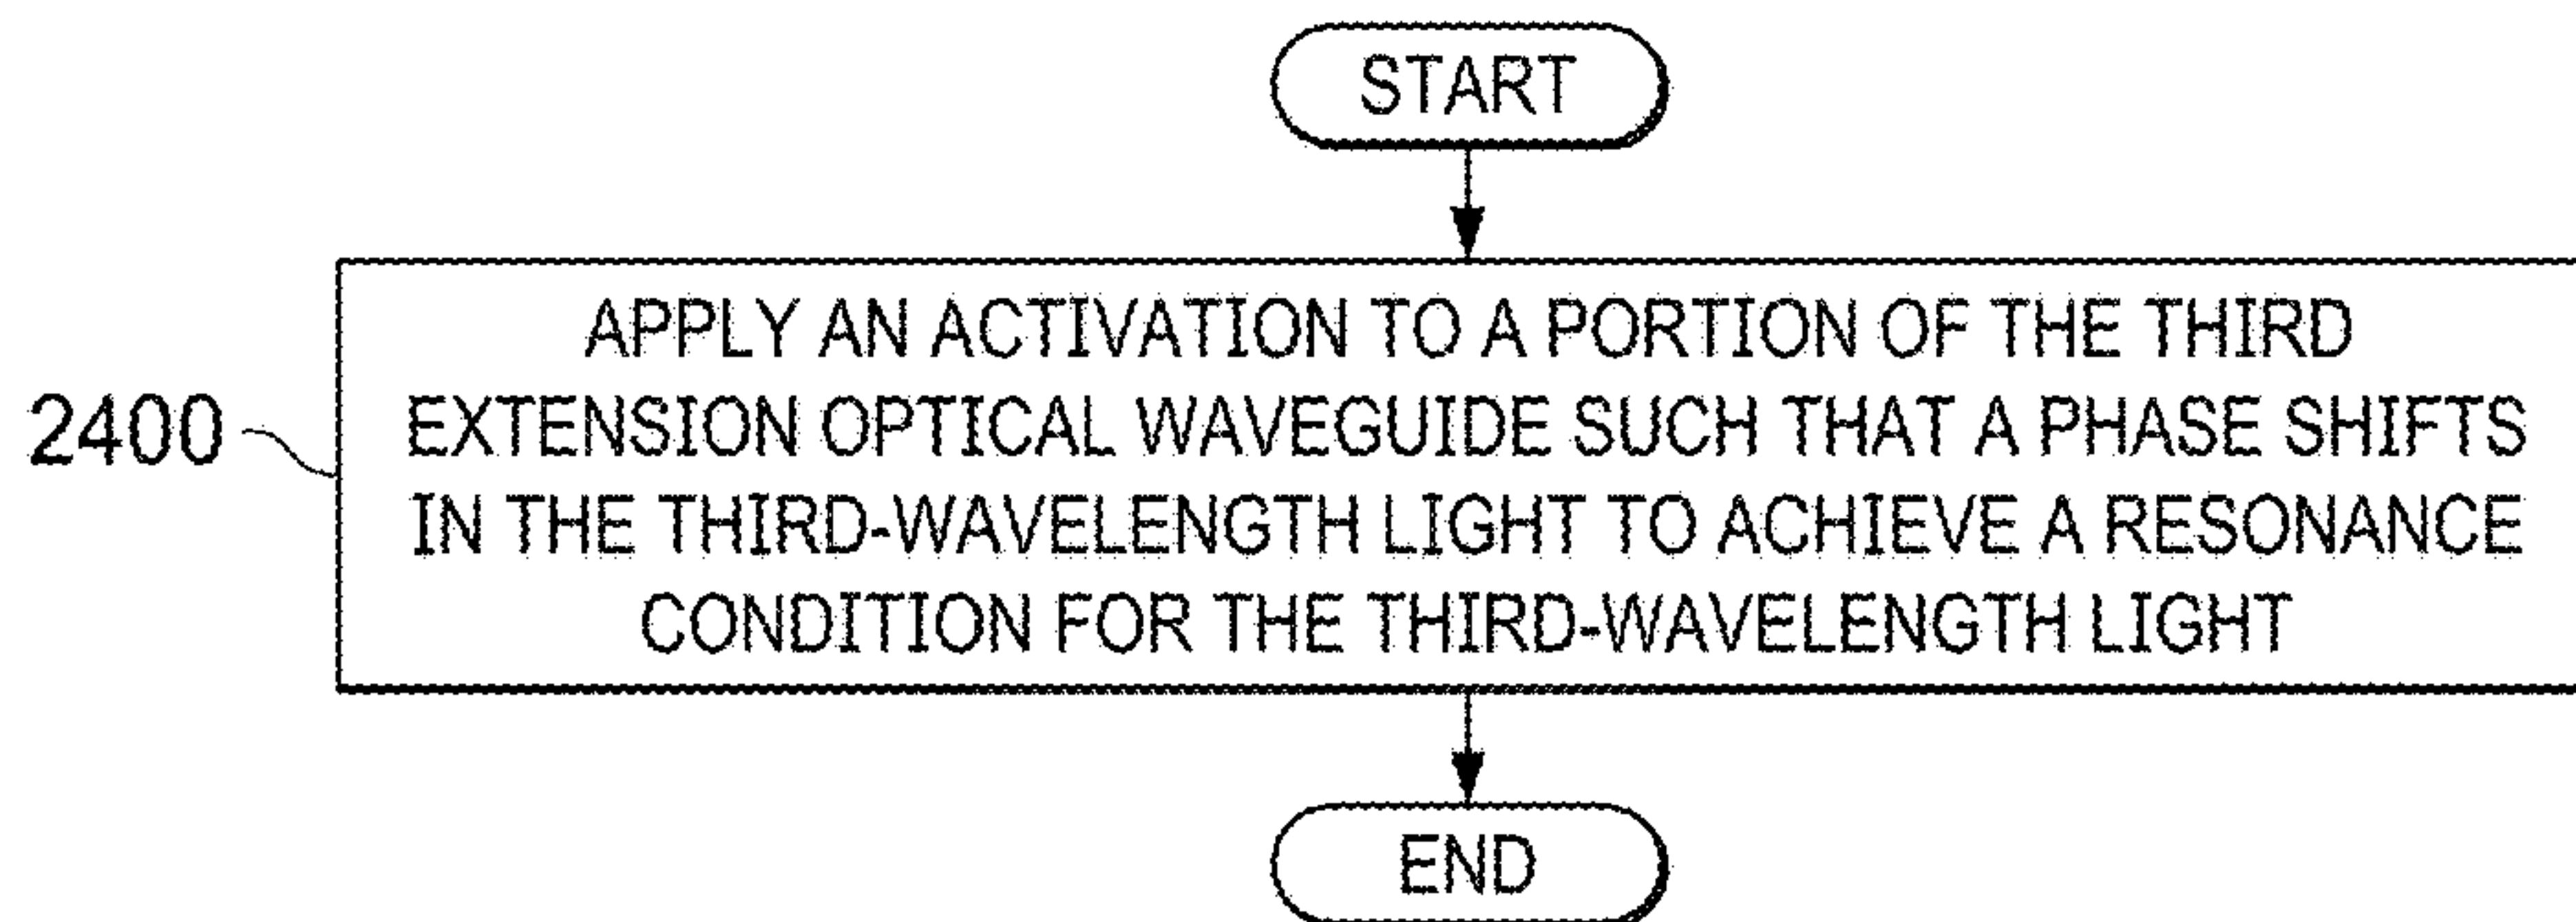 START
APPLY AN ACTIVATION TO A PORTION OF THE THIRD
EXTENSION OPTICAL WAVEGUIDE SUCH THAT A PHASE SHIFTS
2400
IN THE THIRD-WAVELENGTH LIGHT TO ACHIEVE A RESONANCE
CONDITION FOR THE THIRD-WAVELENGTH LIGHT
END